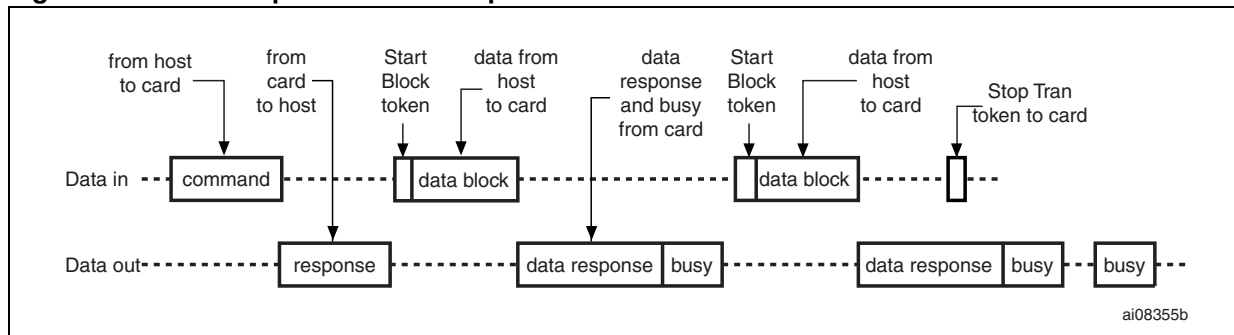 from host
to card
from
card
to host
Start
Block
token
data from
host
to card
data
response
and busy
from card
Start
Block
token
data from
host
to card
Stop Tran
token to card
Data in
command
data block
data block
Data out
response
data response
busy
data response
busy
busy
ai08355b